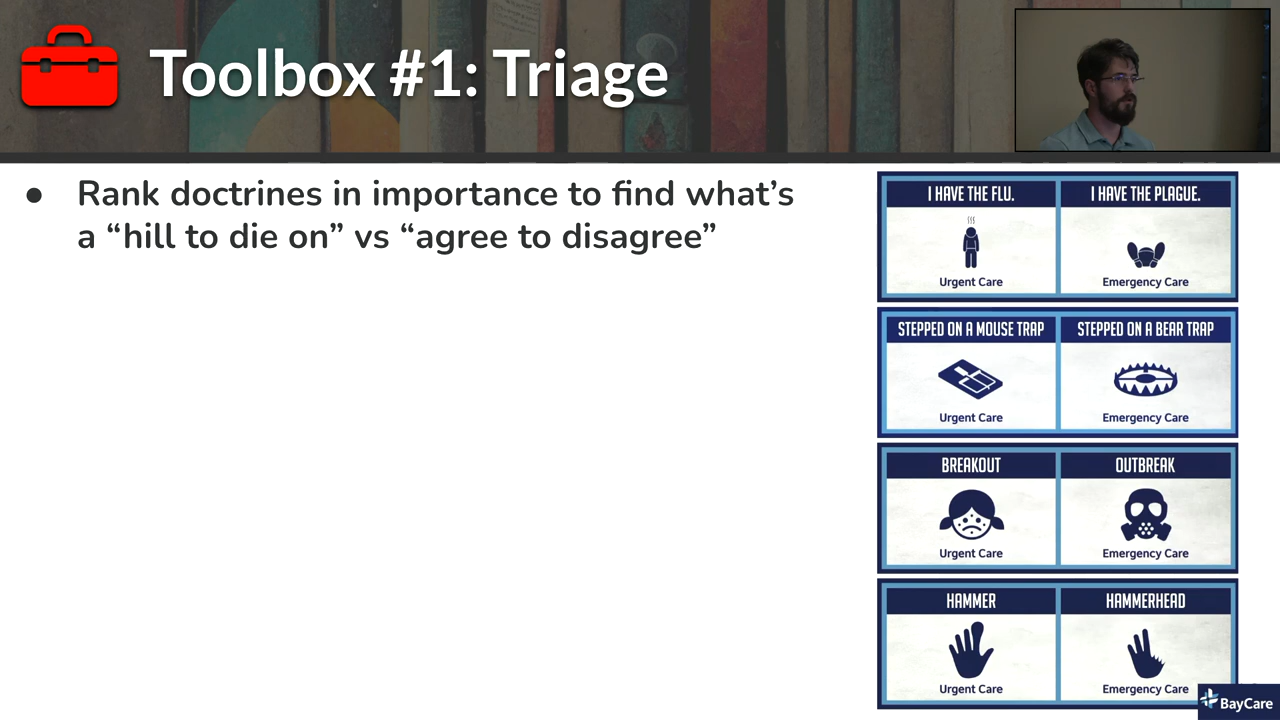 Toolbox #1: Triage
● Rank doctrines in importance to find what's
a “hill to die on” vs “agree to disagree”
I HAVE THE FLU.
I HAVE THE PLAGUE.
Urgent Care
Emergency Care
STEPPED ON A MOUSE TRAP
STEPPED ON A BEAR TRAP
Urgent Care
Emergency Care
BREAKOUT
OUTBREAK
Urgent Care
Emergency Care
HAMMER
HAMMERHEAD
Urgent Care
Emergency Care
BayCare